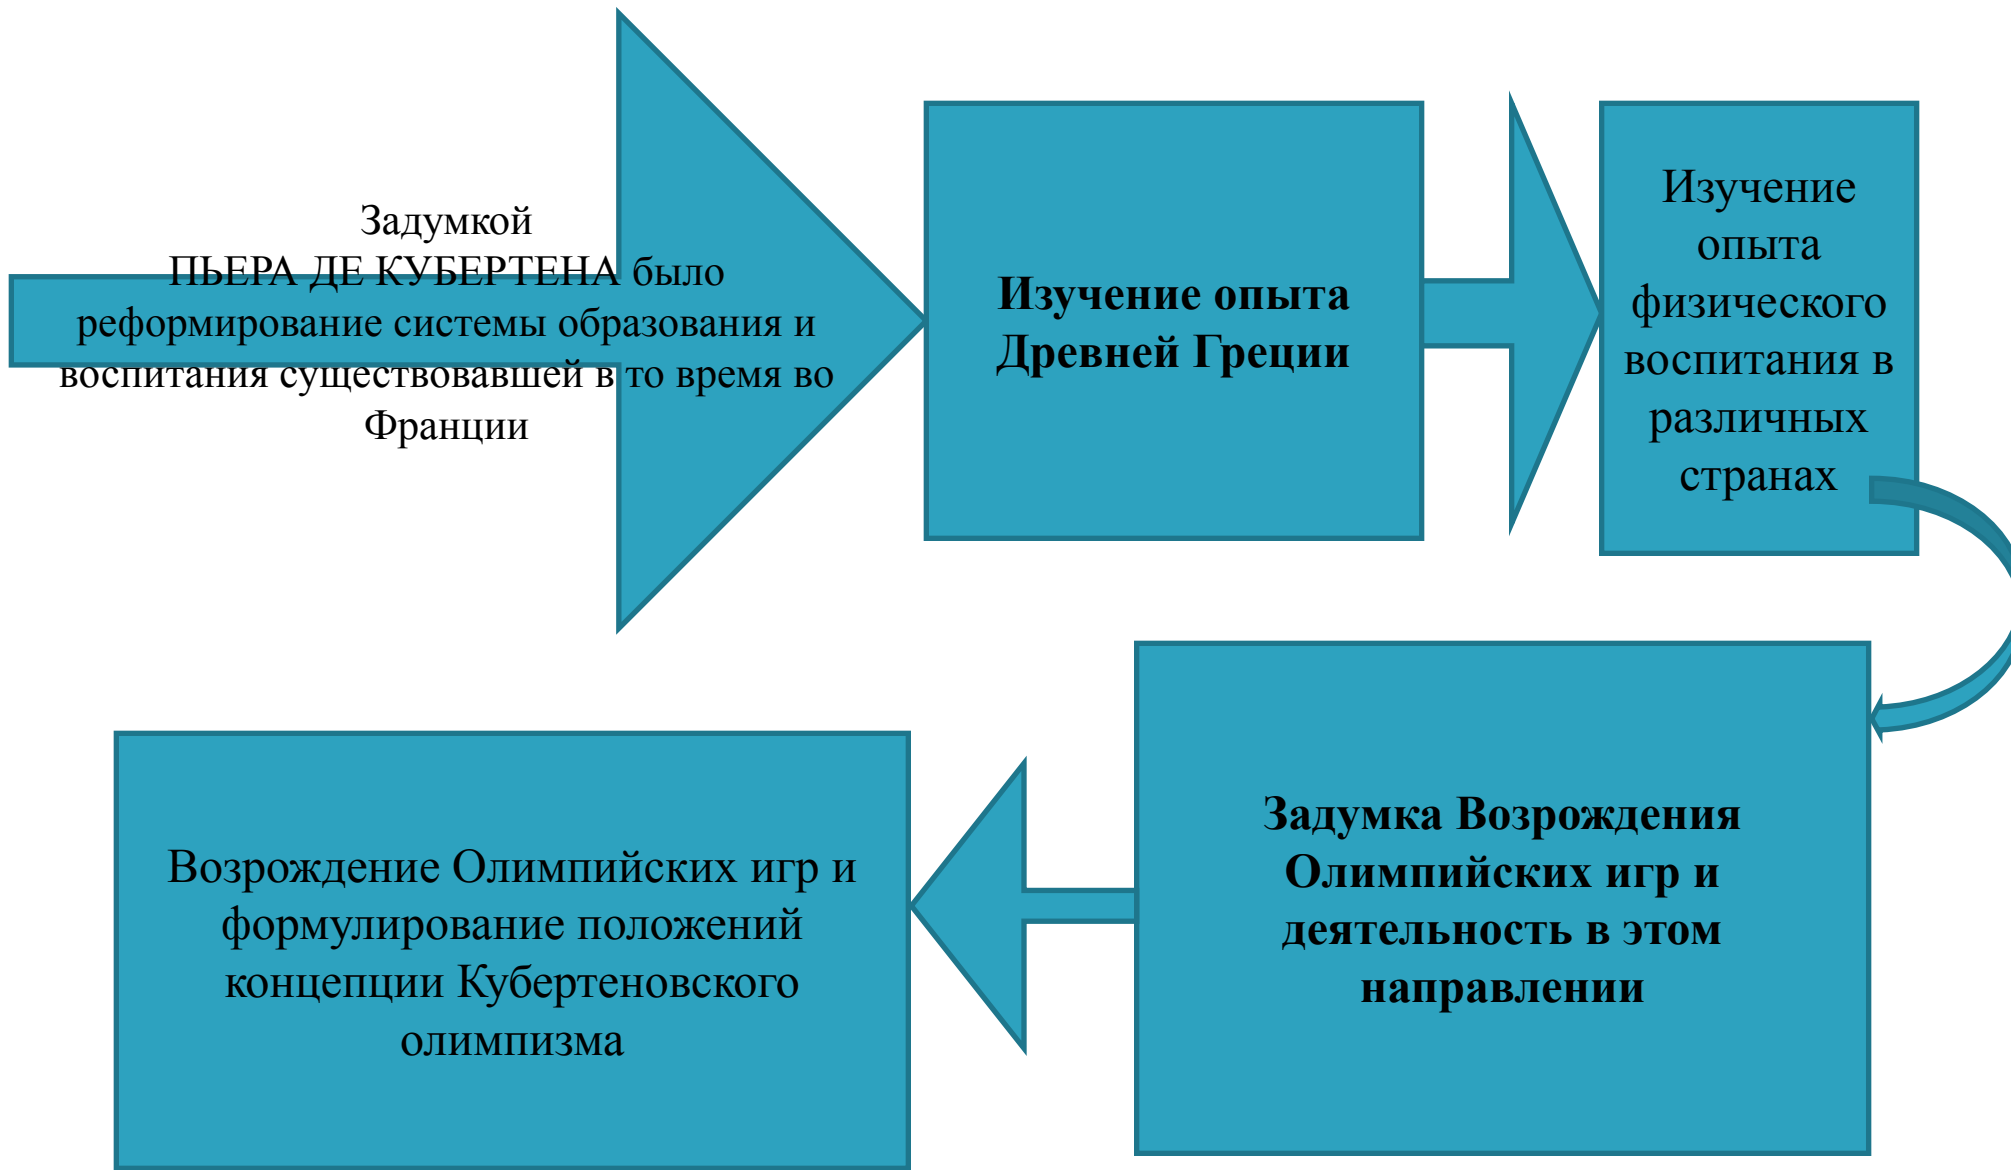 Задумкой
ПЬЕРА ДЕ КУБЕРТЕНА было
реформирование системы образования и
воспитания существовавшей в то время во
Франции
Изучение опыта
Древней Греции
Изучение
опыта
физического
воспитания в
различных
странах
Задумка Возрождения
Олимпийских игр и
деятельность в этом
направлении
Возрождение Олимпийских игр и
формулирование положений
концепции Кубертеновского
олимпизма